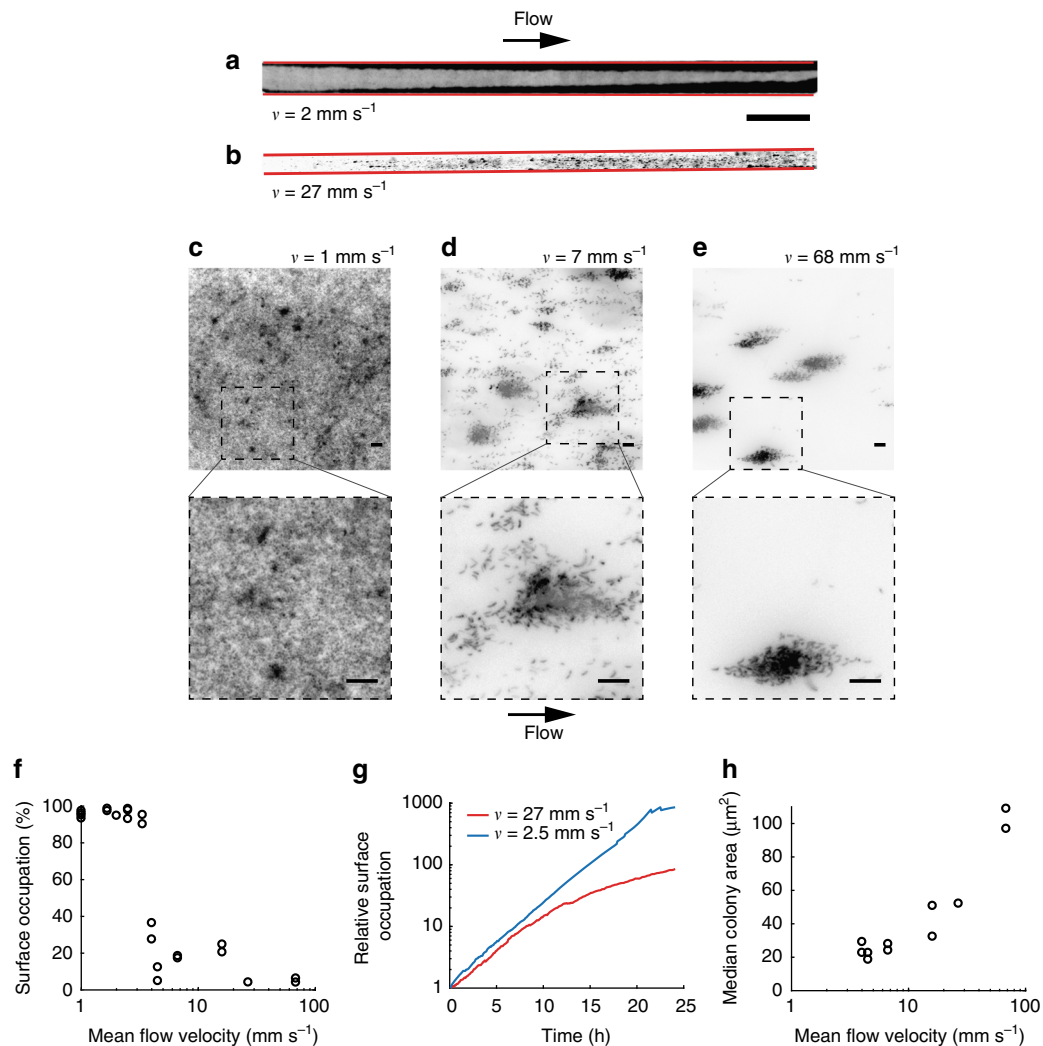 Flow
a
v = 2 mm s⁻¹
b
v = 27 mm s⁻¹
c
v = 1 mm s⁻¹
d
v = 7 mm s⁻¹
e
v = 68 mm s⁻¹
Flow
f
100
80
60
40
20
0
Surface occupation (%)
1
10
100
Mean flow velocity (mm s⁻¹)
g
1000
100
10
1
Relative surface
occupation
v = 27 mm s⁻¹
v = 2.5 mm s⁻¹
0
5
10
15
20
25
Time (h)
h
100
80
60
40
20
0
Median colony area (μm²)
1
10
100
Mean flow velocity (mm s⁻¹)